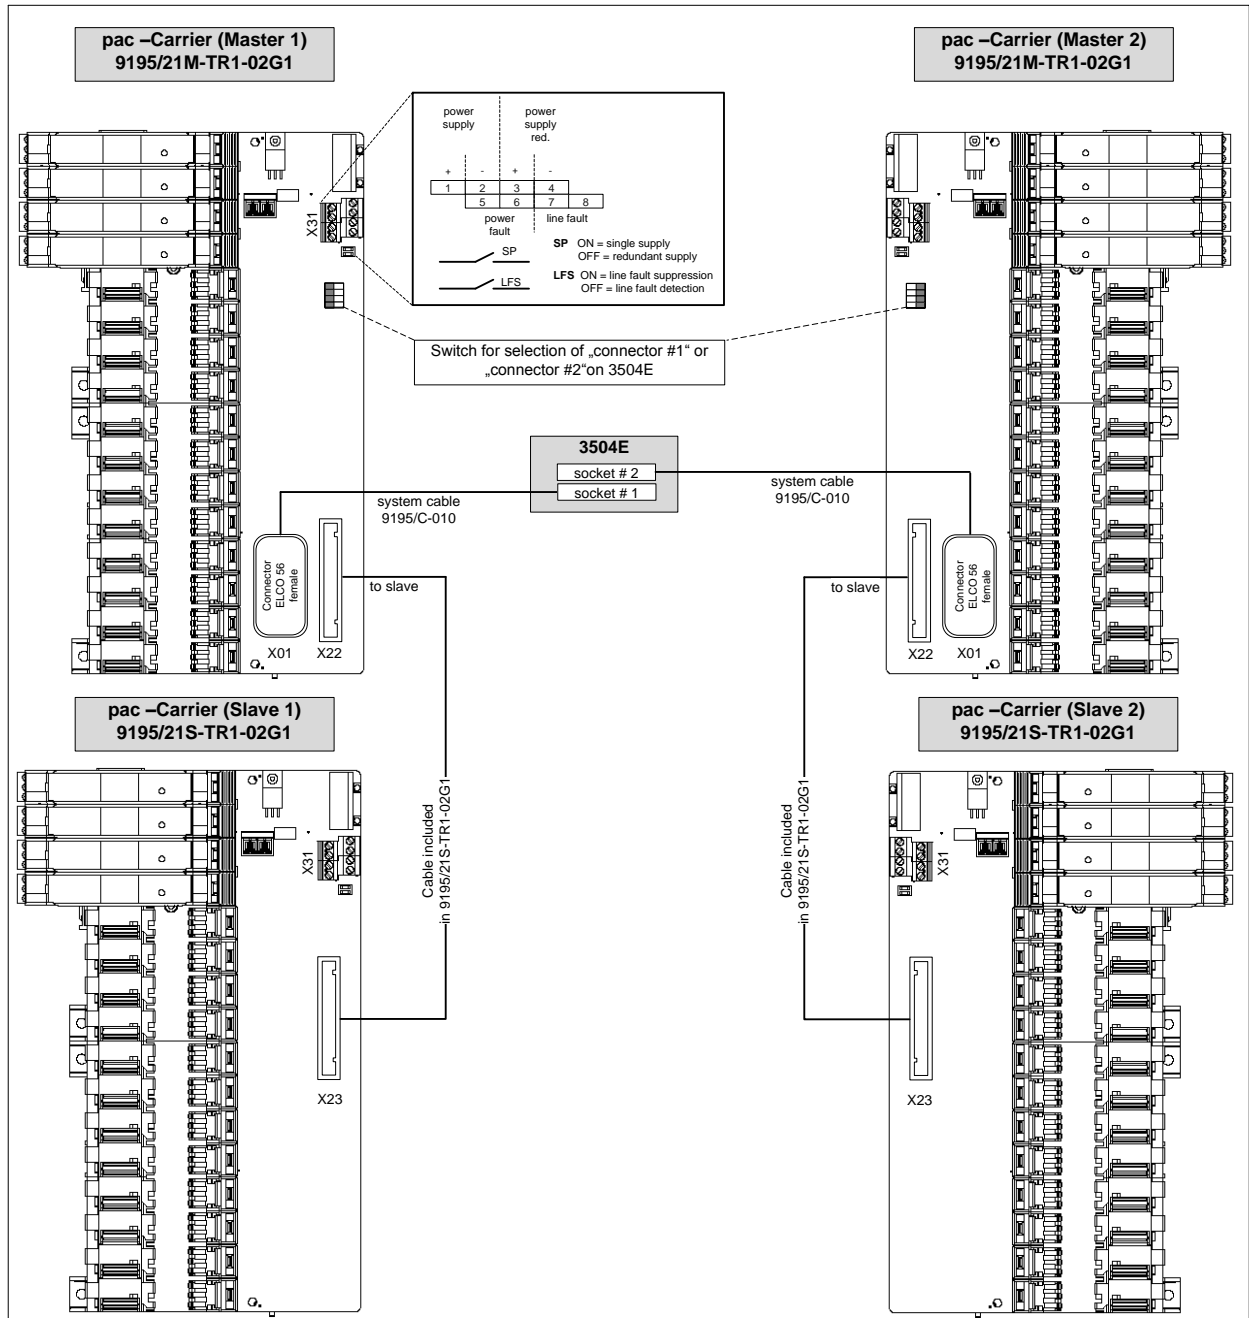 pac –Carrier (Master 1)
9195/21M-TR1-02G1
pac –Carrier (Master 2)
9195/21M-TR1-02G1
power
supply
power
supply
red.
+ - + -
1 2 3 4
5 6 7 8
power
fault
line fault
SP
SP ON = single supply
OFF = redundant supply
LFS
LFS ON = line fault suppression
OFF = line fault detection
X31
Switch for selection of „connector #1“ or
„connector #2“on 3504E
3504E
socket # 2
socket # 1
system cable
9195/C-010
system cable
9195/C-010
Connector
ELCO 56
female
to slave
X01
X22
to slave
Connector
ELCO 56
female
X22
X01
pac –Carrier (Slave 1)
9195/21S-TR1-02G1
pac –Carrier (Slave 2)
9195/21S-TR1-02G1
X31
Cable included
in 9195/21S-TR1-02G1
Cable included
in 9195/21S-TR1-02G1
X31
X23
X23